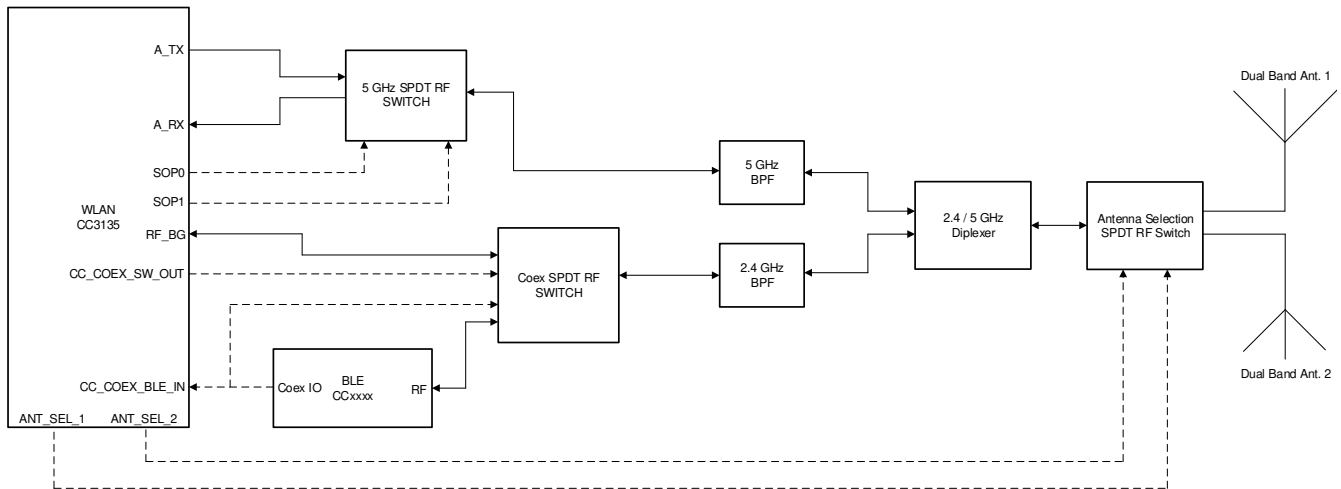 A_TX
A_RX
SOP0
SOP1
WLAN
CC3135
RF_BG
CC_COEX_SW_OUT
CC_COEX_BLE_IN
ANT_SEL_1
ANT_SEL_2
5 GHz SPDT RF
SWITCH
Coex SPDT RF
SWITCH
Coex IO
BLE
CCxxxx
RF
5 GHz
BPF
2.4 GHz
BPF
2.4 / 5 GHz
Diplexer
Antenna Selection
SPDT RF Switch
Dual Band Ant. 1
Dual Band Ant. 2